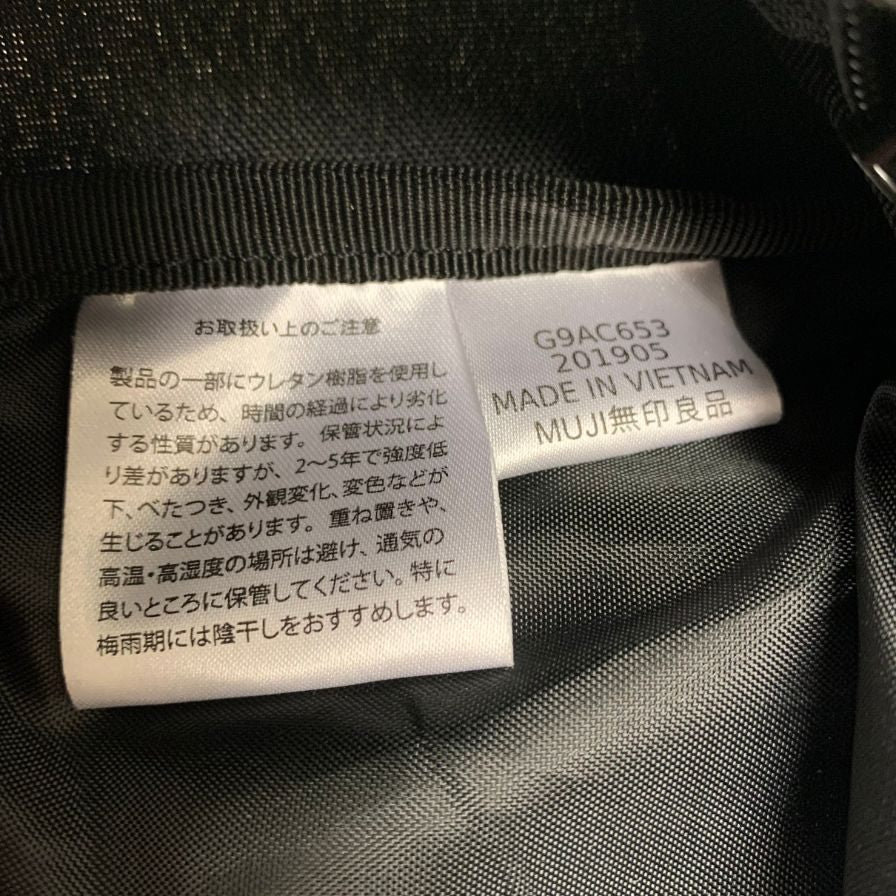 お取扱い上のご注意
製品の一部にウレタン樹脂を使用し
ているため、時間の経過により劣化
する性質があります。保管状況によ
り差がありますが、2～5年で強度低
下、べたつき、外観変化、変色などが
生じることがあります。重ね置きや、
高温・高湿度の場所は避け、通気の
良いところに保管してください。特に
梅雨期には陰干しをおすすめします。
G9AC653
201905
MADE IN VIETNAM
MUJI無印良品